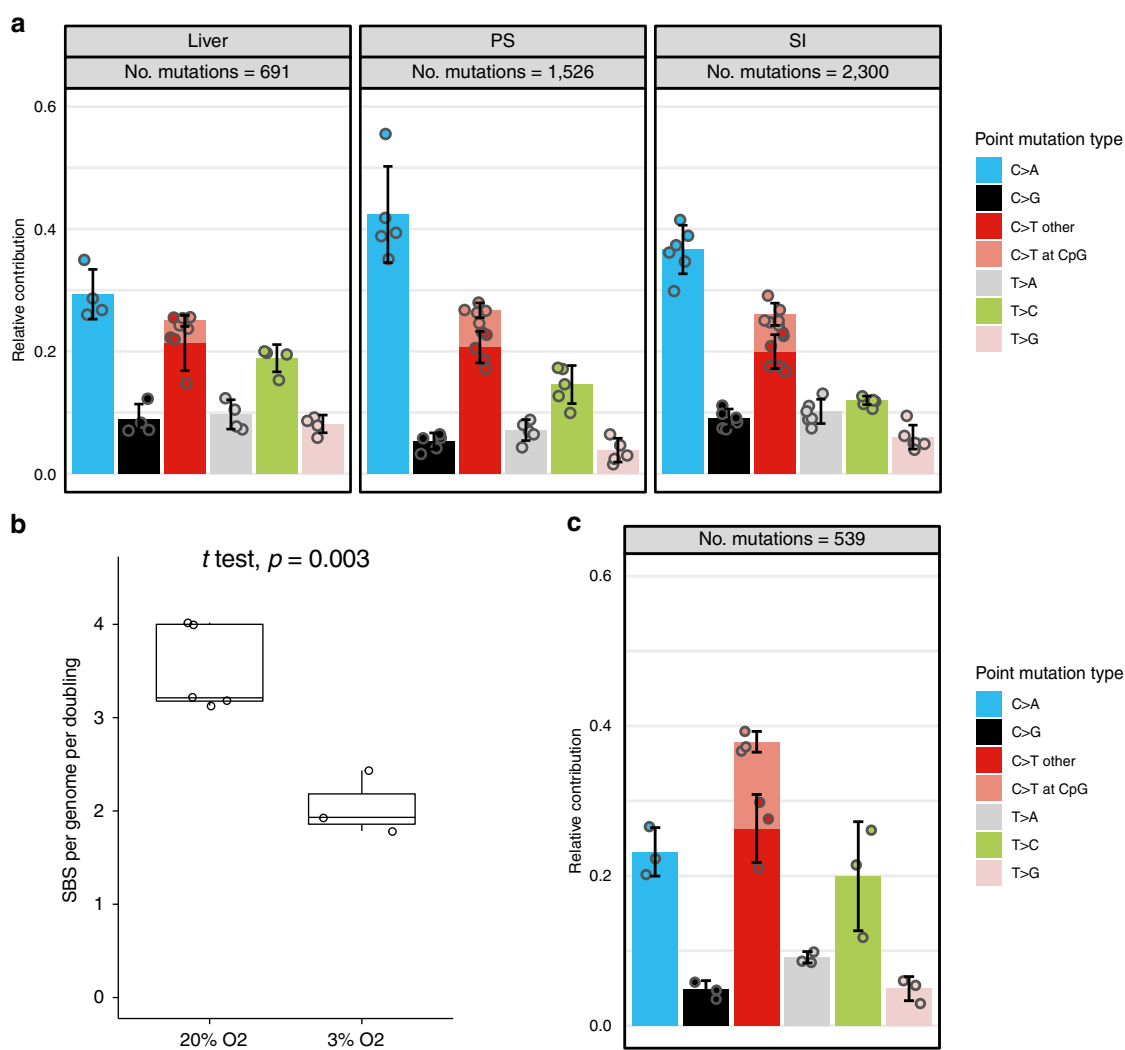 a
Liver
PS
SI
No. mutations = 691
No. mutations = 1,526
No. mutations = 2,300
Relative contribution
0.6
0.4
0.2
0.0
Point mutation type
C>A
C>G
C>T other
C>T at CpG
T>A
T>C
T>G
b
t test, p = 0.003
SBS per genome per doubling
4
3
2
1
0
20% O2
3% O2
c
No. mutations = 539
Relative contribution
0.6
0.4
0.2
0.0
Point mutation type
C>A
C>G
C>T other
C>T at CpG
T>A
T>C
T>G